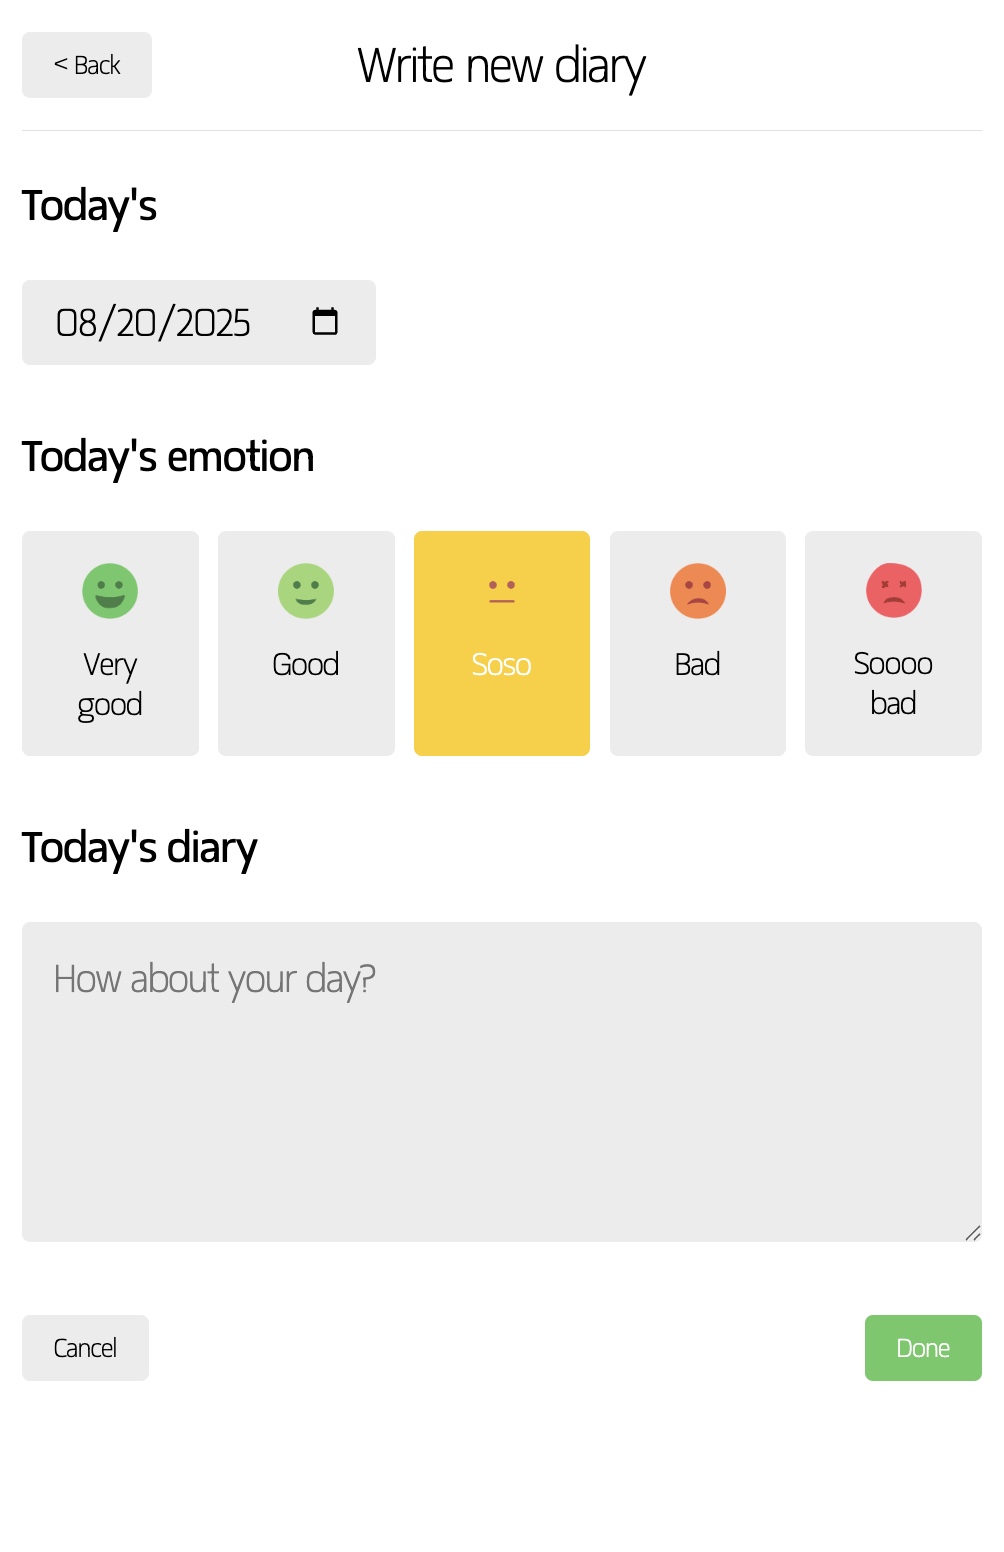 < Back
Write new diary
Today's
08/20/2025
Today's emotion
Very
good
Good
Soso
Bad
Soooo
bad
Today's diary
How about your day?
Cancel
Done